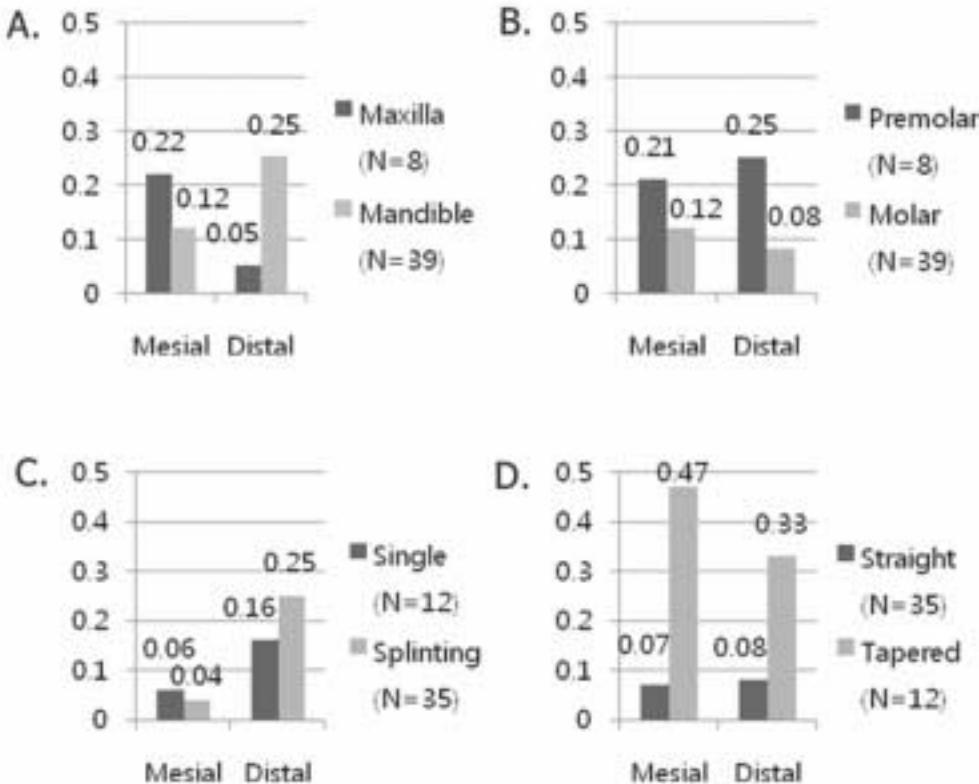 A.
0.5
0.4
0.3
0.2
0.1
0
0.22
0.12
0.05
0.25
Mesial Distal
Maxilla
(N=8)
Mandible
(N=39)
B.
0.5
0.4
0.3
0.2
0.1
0
0.21
0.12
0.25
0.08
Mesial Distal
Premolar
(N=8)
Molar
(N=39)
C.
0.5
0.4
0.3
0.2
0.1
0
0.06
0.04
0.16
0.25
Mesial Distal
Single
(N=12)
Splinting
(N=35)
D.
0.5
0.4
0.3
0.2
0.1
0
0.07
0.47
0.08
0.33
Mesial Distal
Straight
(N=35)
Tapered
(N=12)